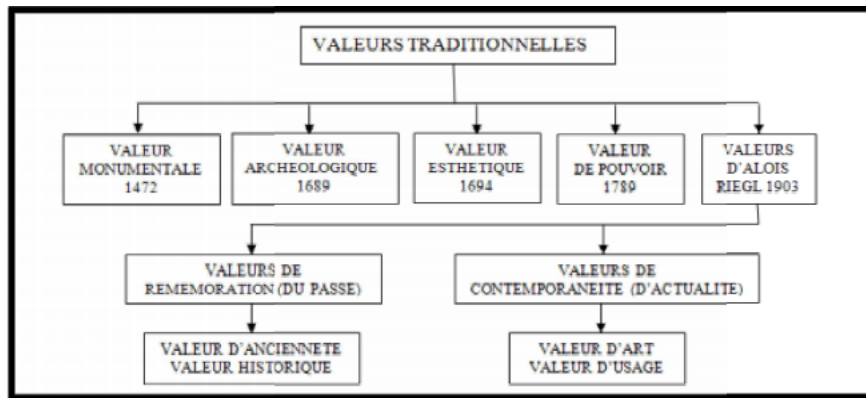 VALEURS TRADITIONNELLES
VALEUR
MONUMENTALE
1472
VALEUR
ARCHEOLOGIQUE
1689
VALEUR
ESTHETIQUE
1694
VALEUR
DE POUVOIR
1789
VALEURS
D'ALOIS
RIEGL 1903
VALEURS DE
REMEMORATION (DU PASSE)
VALEURS DE
CONTEMPORANEITE (D'ACTUALITE)
VALEUR D'ANCIENNETE
VALEUR HISTORIQUE
VALEUR D'ART
VALEUR D'USAGE